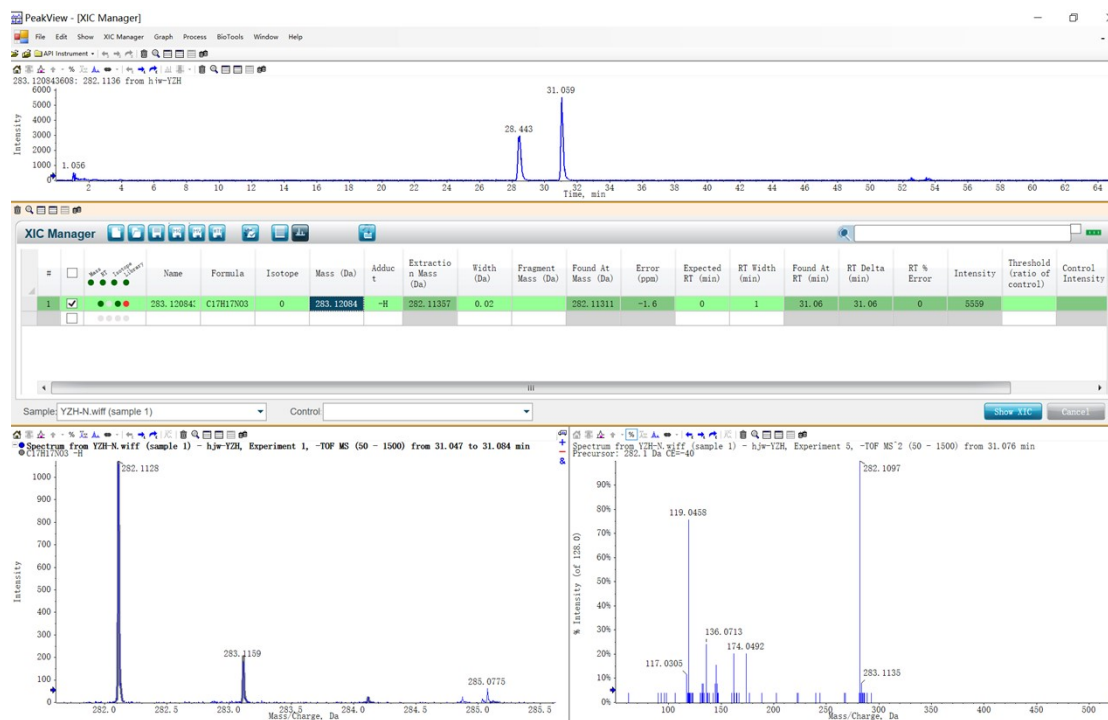 PeakView - [XIC Manager]
File Edit Show XIC Manager Graph Process BioTools Window Help
API Instrument
283.120843608: 282.1136 from hjw-YZH
Intensity
6000
5000
4000
3000
2000
1000
0
1.056
28.443
31.059
2 4 6 8 10 12 14 16 18 20 22 24 26 28 30 32 34 36 38 40 42 44 46 48 50 52 54 56 58 60 62 64
Time, min
XIC Manager
# Mass RT Isotope Library Name Formula Isotope Mass (Da) Adduct Extraction Mass (Da) Width (Da) Fragment Mass (Da) Found At Mass (Da) Error (ppm) Expected RT (min) RT Width (min) Found At RT (min) RT Delta (min) RT % Error Intensity Threshold (ratio of control) Control Intensity
1 283.12084 C17H17NO3 0 283.12084 -H 282.11357 0.02 282.11311 -1.6 0 1 31.06 31.06 0 5559
Sample: YZH-N.wiff (sample 1) Control: Show XIC Cancel
Spectrum from YZH-N.wiff (sample 1) - hjw-YZH, Experiment 1, -TOF MS (50 - 1500) from 31.047 to 31.084 min
C17H17NO3 -H
Intensity
1000
900
800
700
600
500
400
300
200
100
0
282.1128
283.1159
285.0775
282.0 282.5 283.0 283.5 284.0 284.5 285.0 285.5
Mass/Charge, Da
Spectrum from YZH-N.wiff (sample 1) - hjw-YZH, Experiment 5, -TOF MS^2 (50 - 1500) from 31.076 min
Precursor: 282.1 Da CE=-40
% Intensity (of 128.0)
90%
80%
70%
60%
50%
40%
30%
20%
10%
0%
282.1097
119.0458
136.0713
174.0492
117.0305
283.1135
100 150 200 250 300 350 400 450 500
Mass/Charge, Da